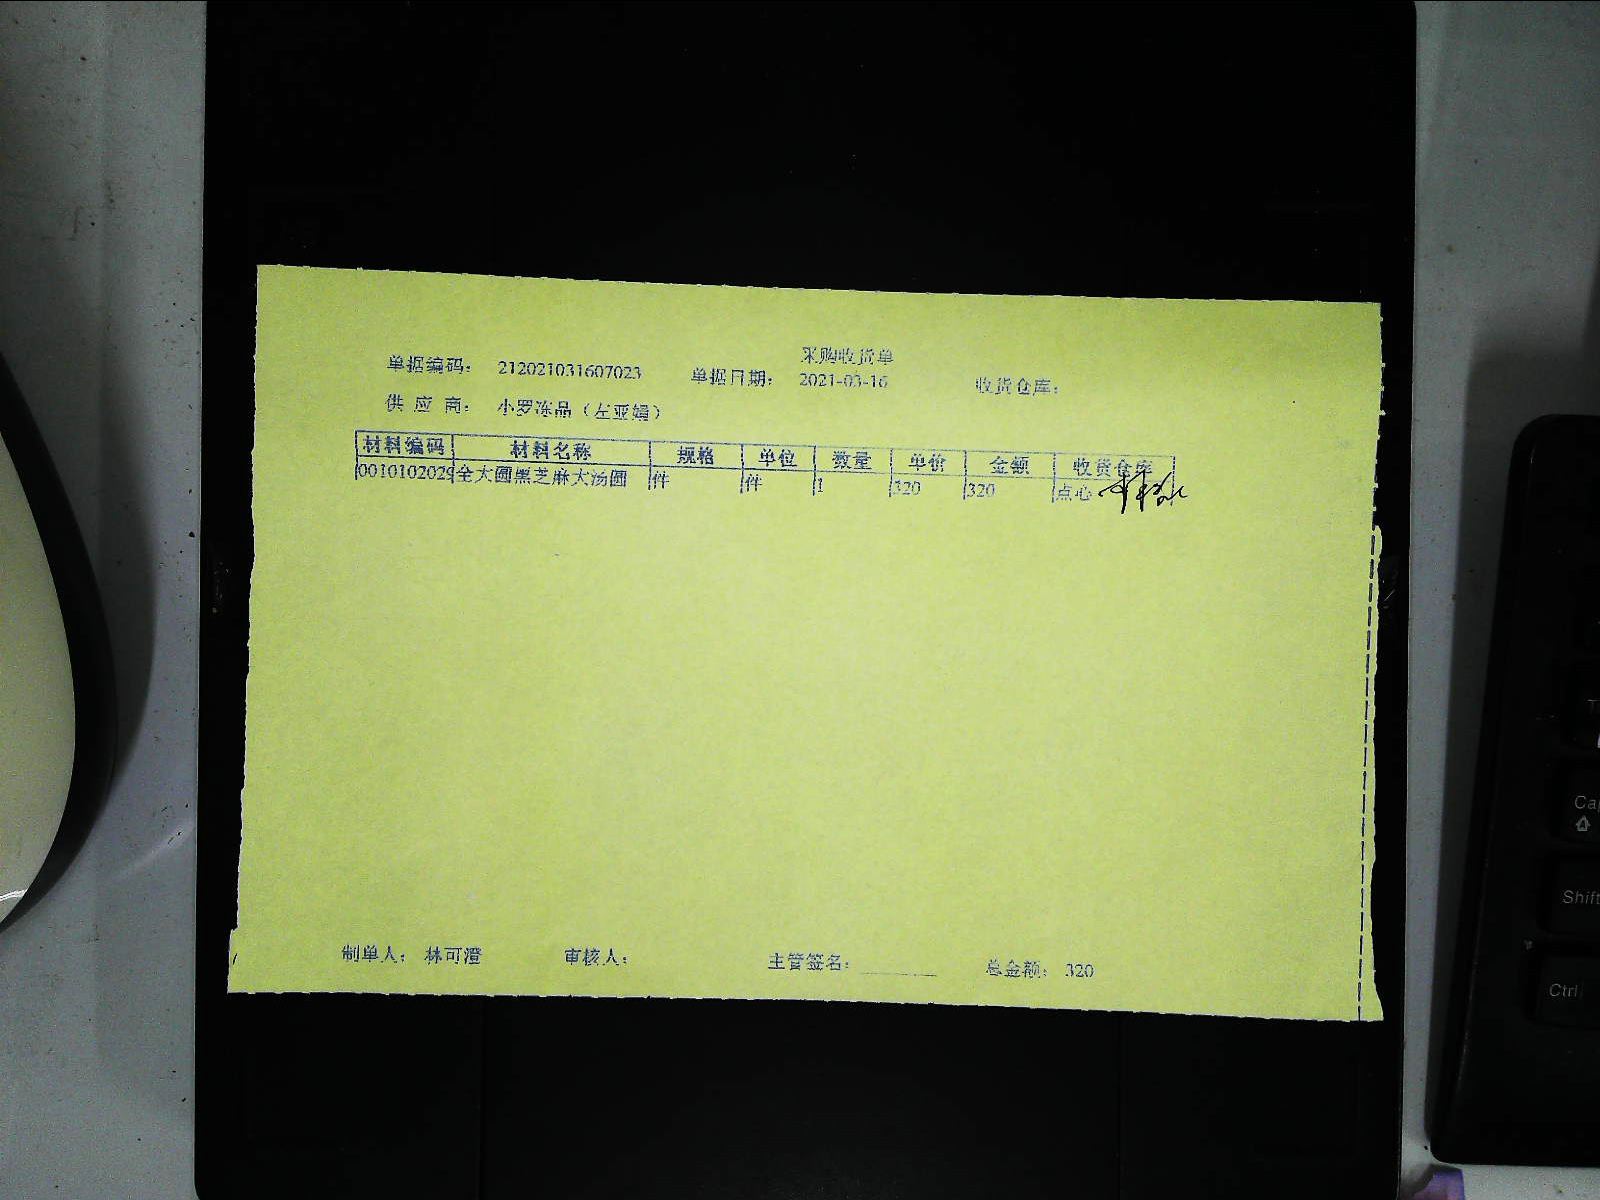 采购收货单
单据编码： 212021031607023 单据日期： 2021-03-16 收货仓库：
供 应 商： 小罗冻品（左亚娟）
材料编码 材料名称 规格 单位 数量 单价 金额 收货仓库
0010102029 全大圆黑芝麻大汤圆 件 件 1 320 320 点心
制单人： 林可澄 审核人： 主管签名： 总金额： 320
Shift
Ctrl